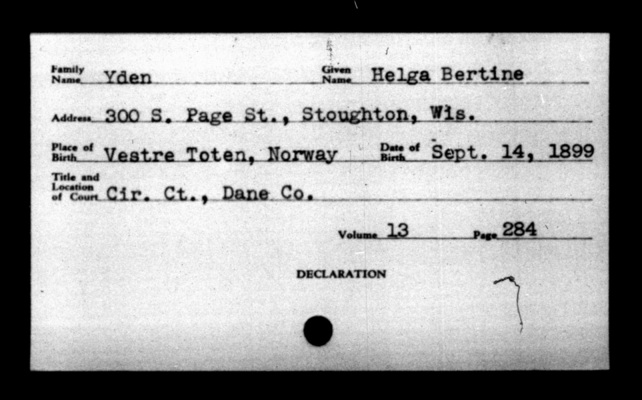 Family Name Yden Given Name Helga Bertine
Address 300 S. Page St., Stoughton, Wis.
Place of Birth Vestre Toten, Norway Date of Birth Sept. 14, 1899
Title and Location of Court Cir. Ct., Dane Co.
Volume 13 Page 284
DECLARATION